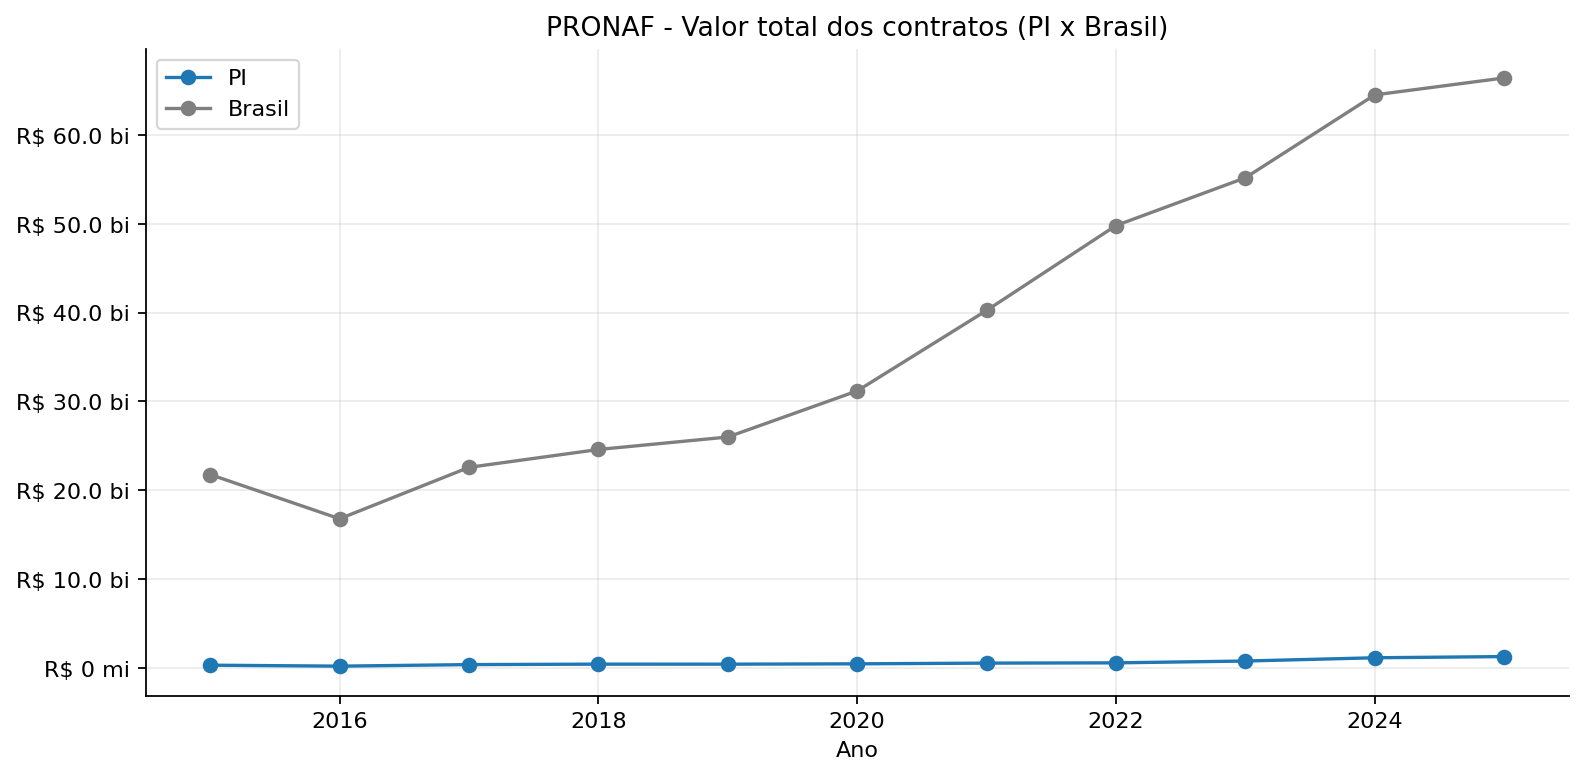 PRONAF - Valor total dos contratos (PI x Brasil)
PI
Brasil
R$ 60.0 bi
R$ 50.0 bi
R$ 40.0 bi
R$ 30.0 bi
R$ 20.0 bi
R$ 10.0 bi
R$ 0 mi
2016 2018 2020 2022 2024
Ano